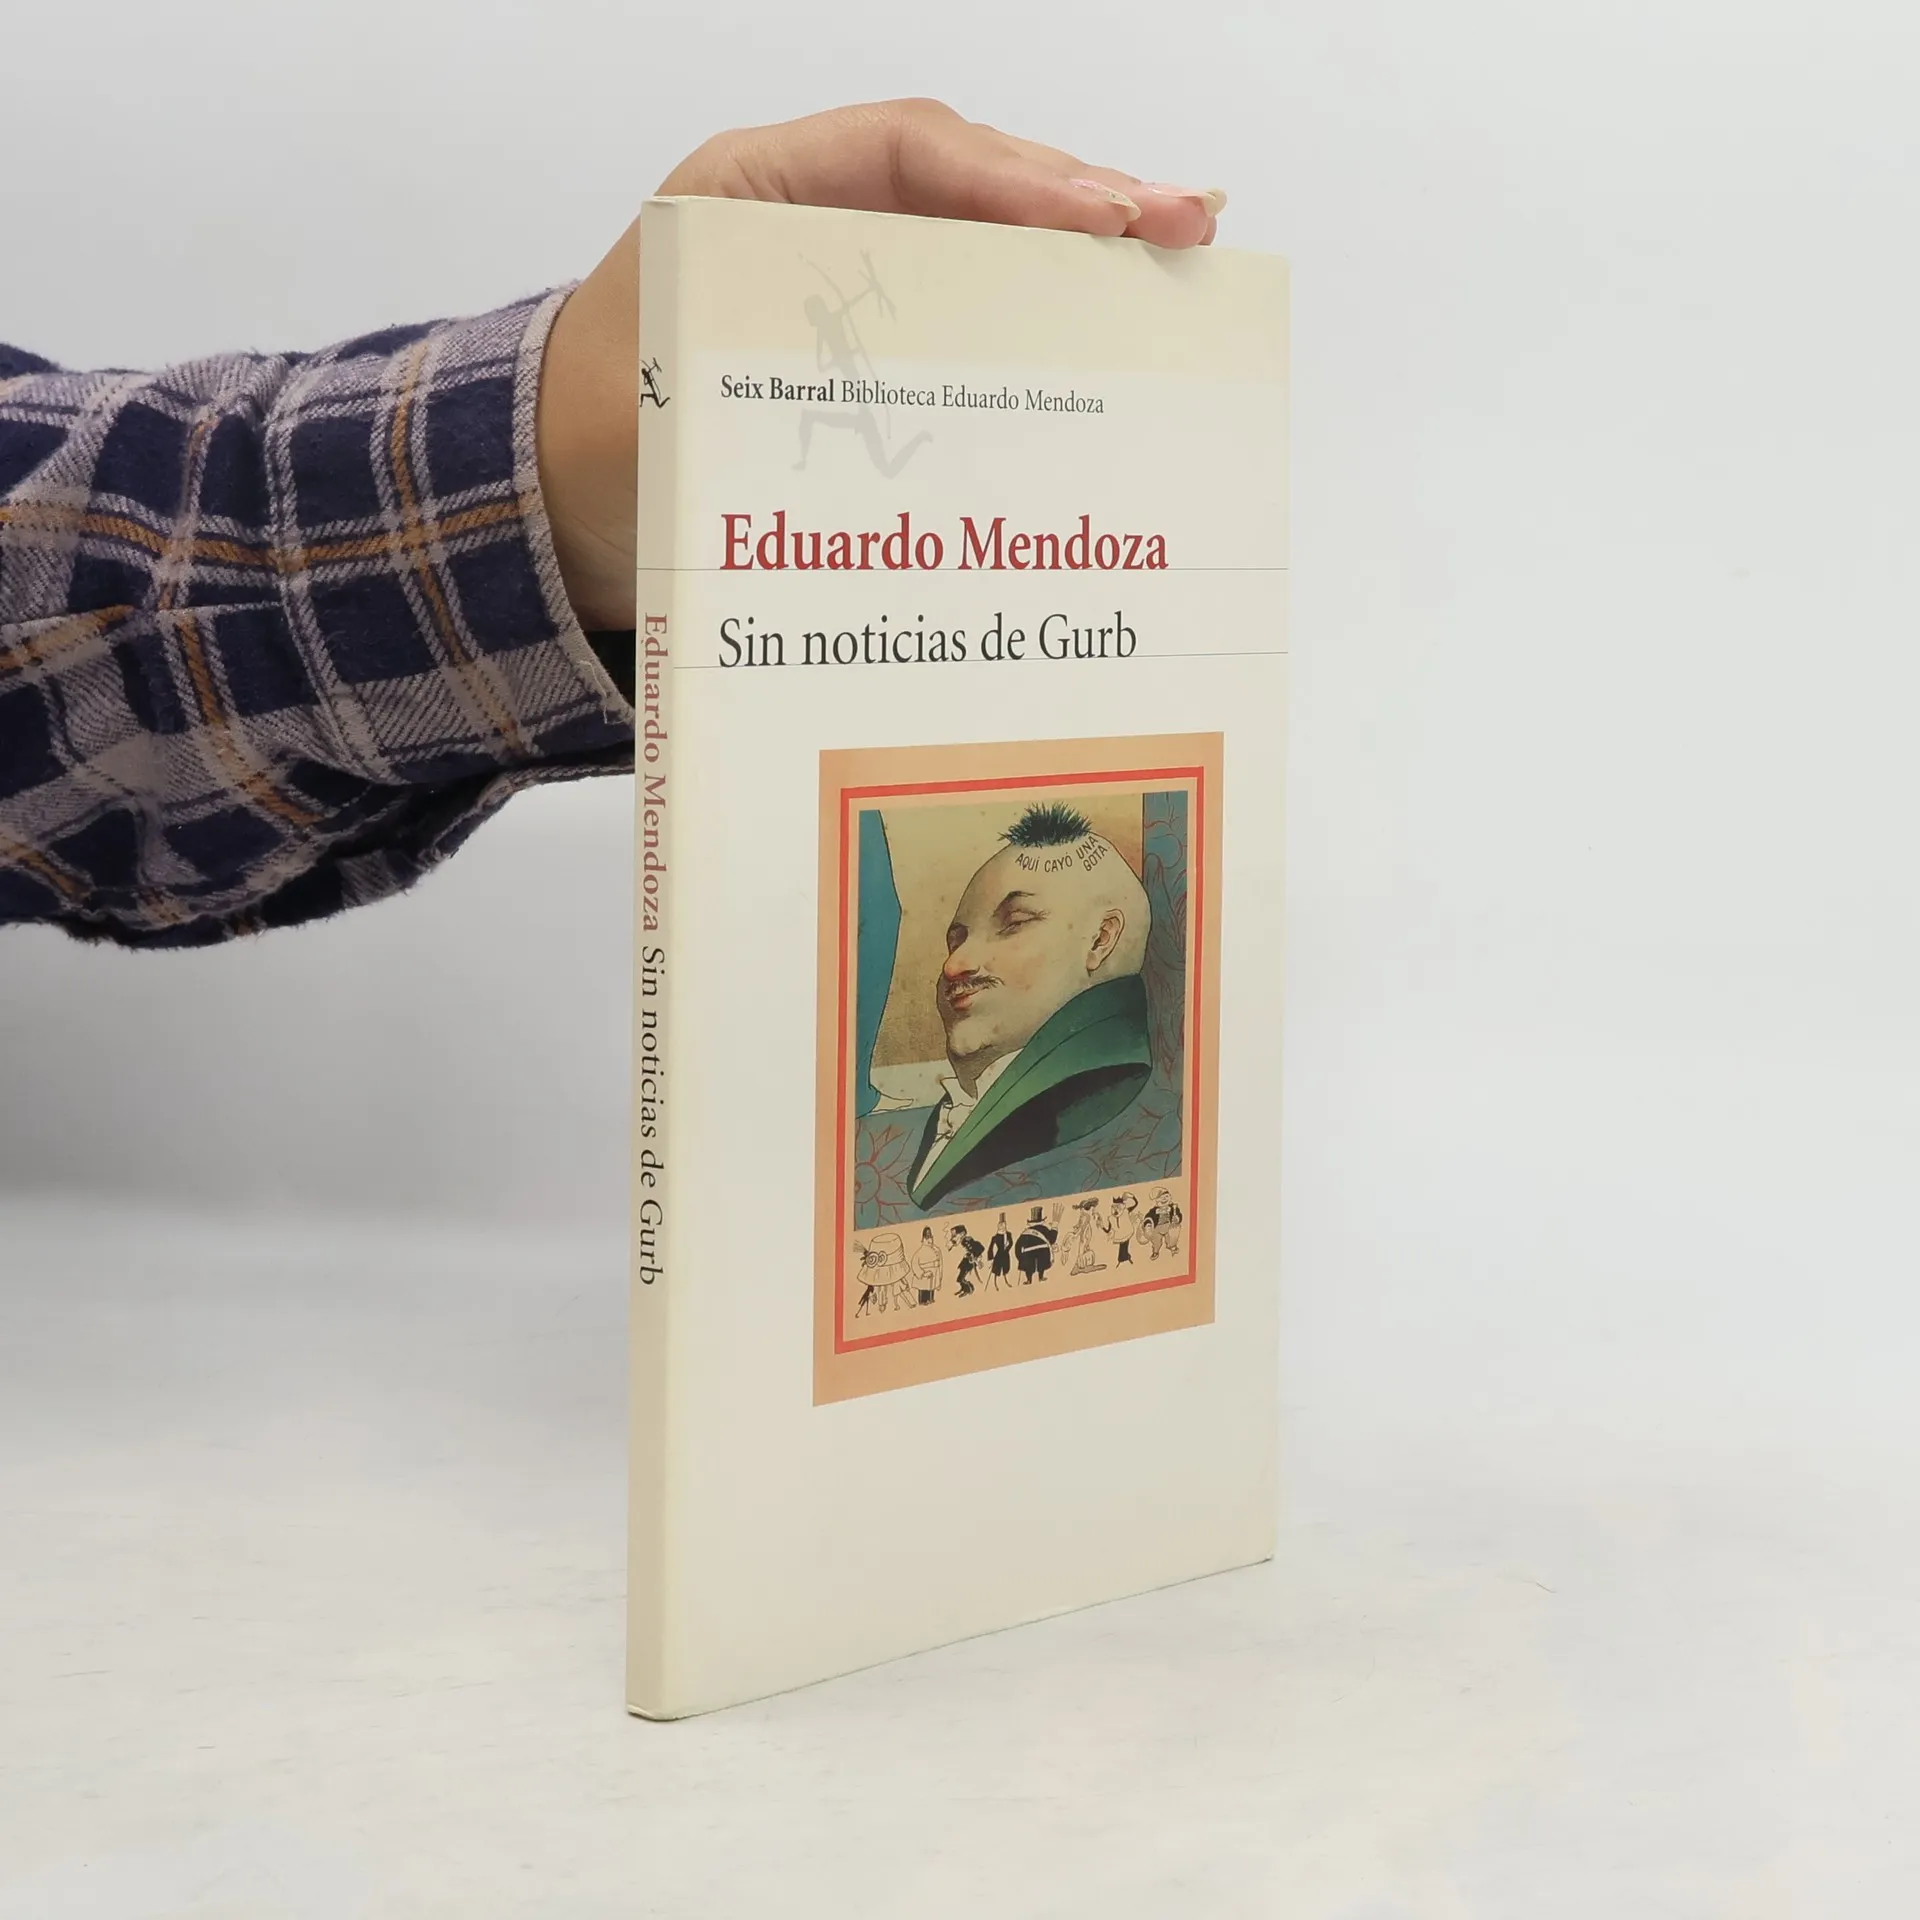 Seix Barral Biblioteca Eduardo Mendoza
Eduardo Mendoza
Sin noticias de Gurb
AQUÍ CAYÓ UNA
GOTA
Eduardo Mendoza Sin noticias de Gurb